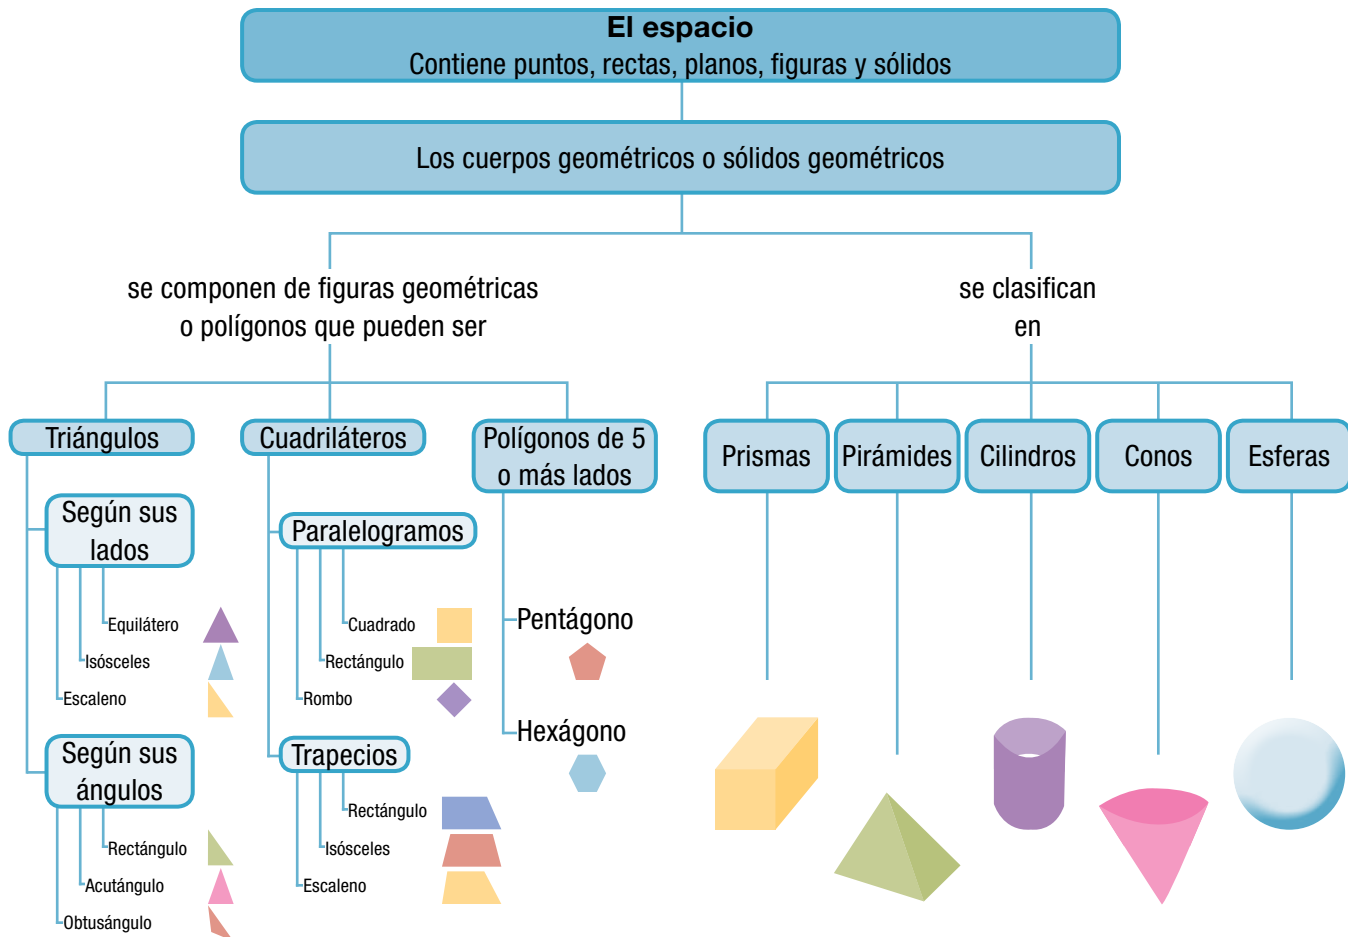 El espacio
Contiene puntos, rectas, planos, figuras y sólidos
Los cuerpos geométricos o sólidos geométricos
se componen de figuras geométricas
o polígonos que pueden ser
Triángulos
Según sus
lados
Equilátero
Isósceles
Escaleno
Según sus
ángulos
Rectángulo
Acutángulo
Obtusángulo
Cuadriláteros
Paralelogramos
Cuadrado
Rectángulo
Rombo
Trapecios
Rectángulo
Isósceles
Escaleno
Polígonos de 5
o más lados
Pentágono
Hexágono
se clasifican
en
Prismas
Pirámides
Cilindros
Conos
Esferas